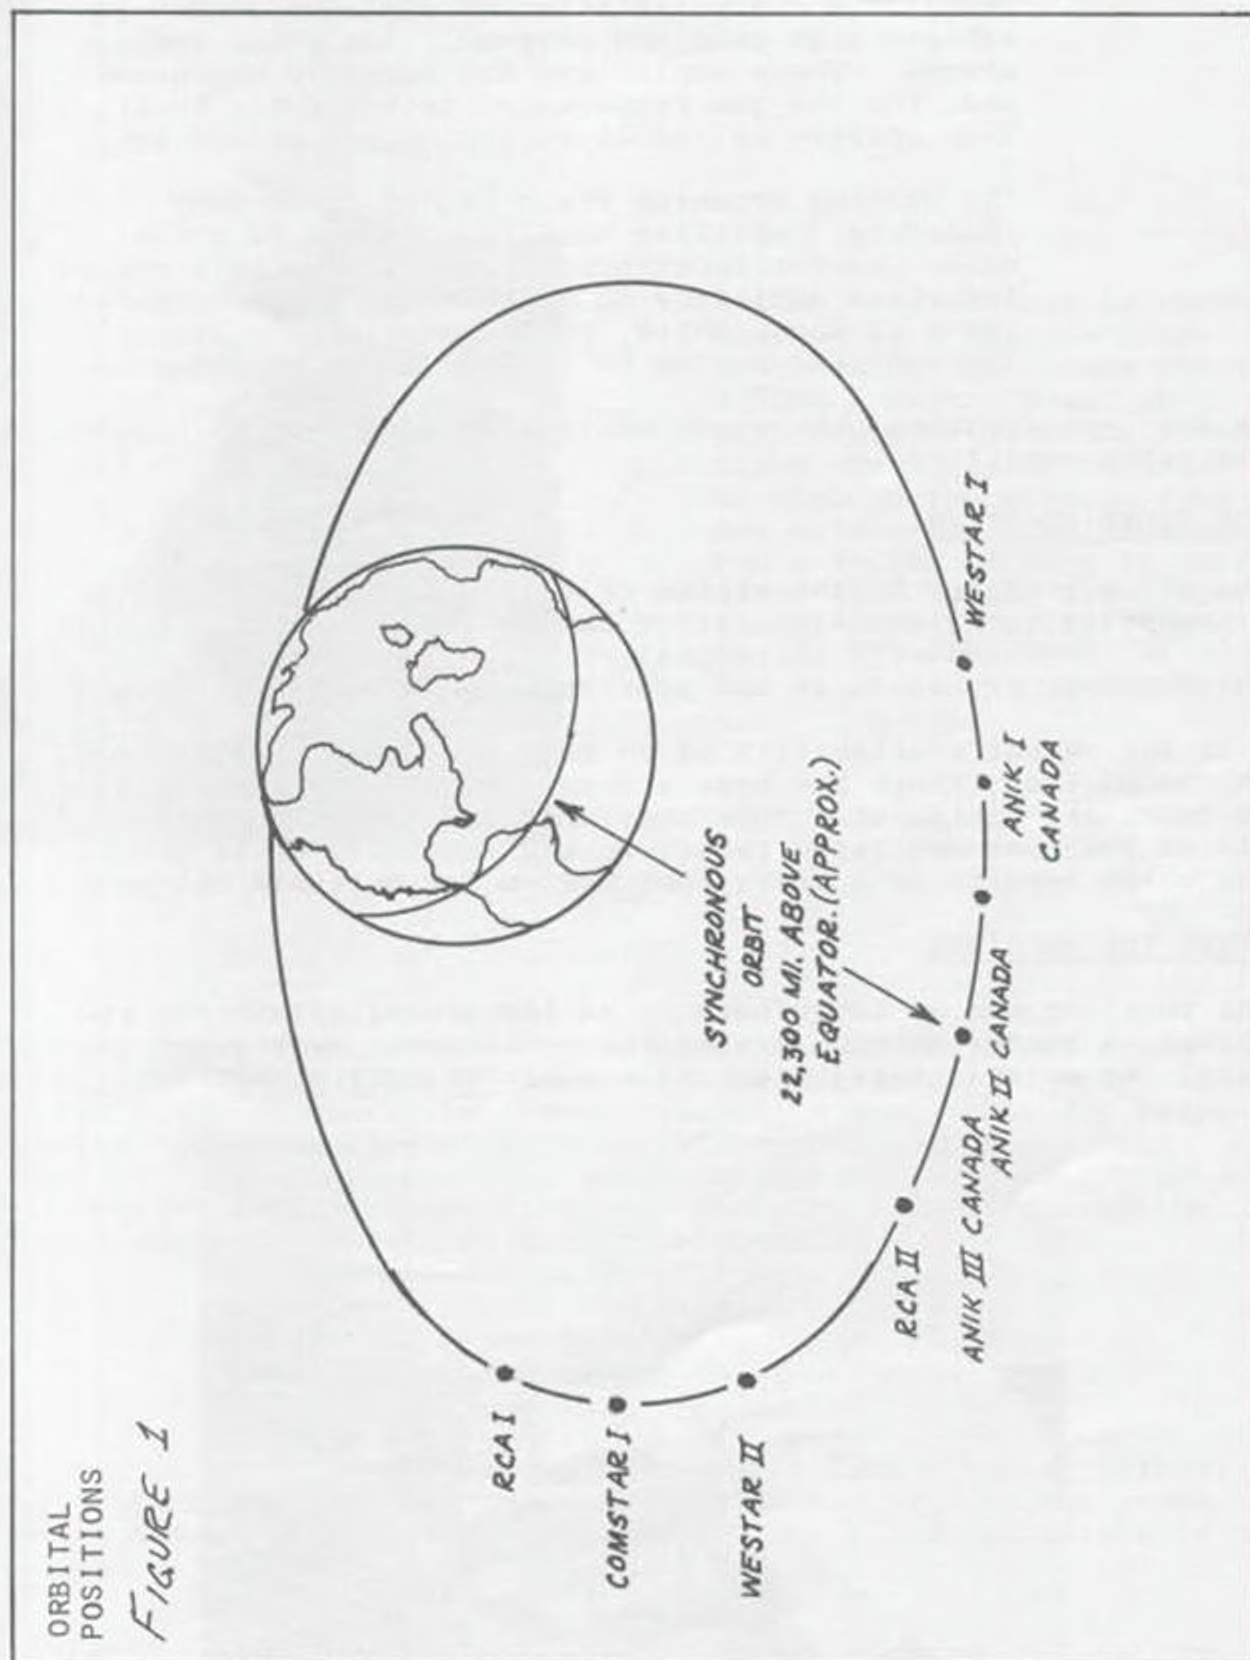 ORBITAL
POSITIONS
FIGURE 1
SYNCHRONOUS
ORBIT
22,300 MI. ABOVE
EQUATOR. (APPROX.)
RCA I
COMSTAR I
WESTAR II
RCA II
ANIK III CANADA
ANIK II CANADA
ANIK I
CANADA
WESTAR I